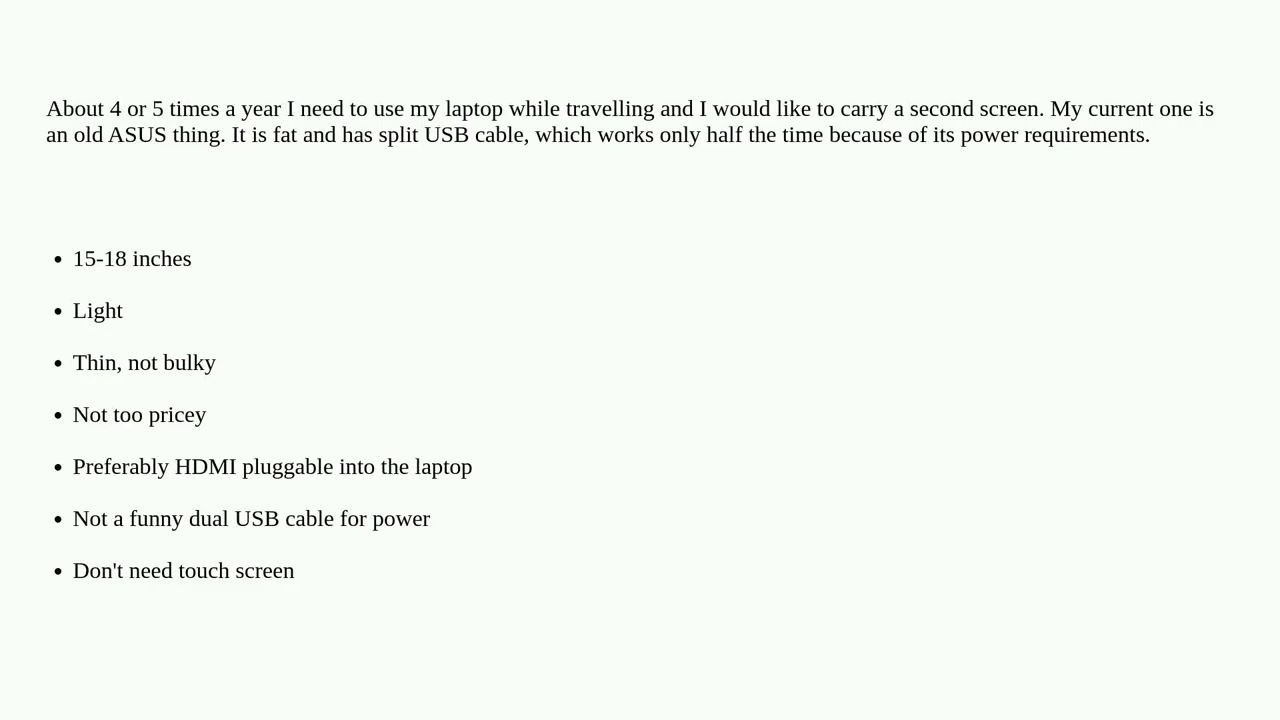 About 4 or 5 times a year I need to use my laptop while travelling and I would like to carry a second screen. My current one is
an old ASUS thing. It is fat and has split USB cable, which works only half the time because of its power requirements.
• 15-18 inches
• Light
• Thin, not bulky
• Not too pricey
• Preferably HDMI pluggable into the laptop
• Not a funny dual USB cable for power
• Don't need touch screen